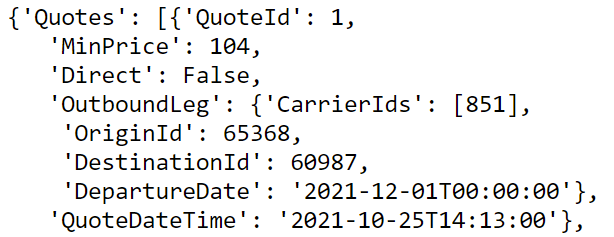 {'Quotes': [{'QuoteId': 1,
'MinPrice': 104,
'Direct': False,
'OutboundLeg': {'CarrierIds': [851],
'OriginId': 65368,
'DestinationId': 60987,
'DepartureDate': '2021-12-01T00:00:00'},
'QuoteDateTime': '2021-10-25T14:13:00'},